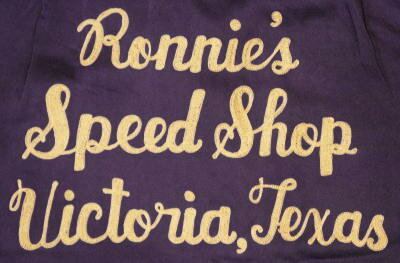 Ronnie's
Speed Shop
Victoria, Texas